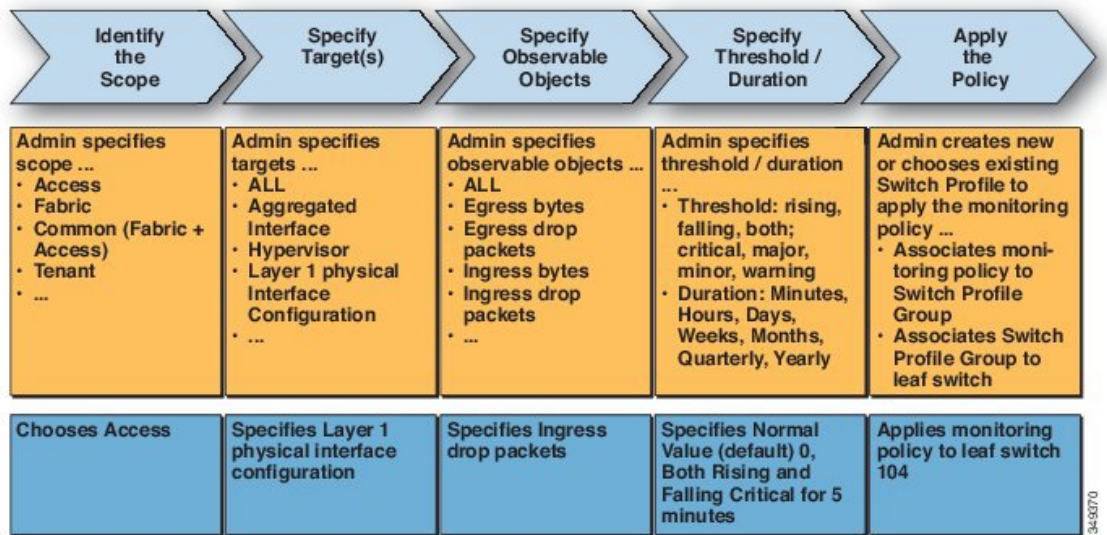 Identify
the
Scope
Specify
Target(s)
Specify
Observable
Objects
Specify
Threshold /
Duration
Apply
the
Policy
Admin specifies
scope ...
• Access
• Fabric
• Common (Fabric +
Access)
• Tenant
• ...
Admin specifies
targets ...
• ALL
• Aggregated
Interface
• Hypervisor
• Layer 1 physical
Interface
Configuration
• ...
Admin specifies
observable objects ...
• ALL
• Egress bytes
• Egress drop
packets
• Ingress bytes
• Ingress drop
packets
• ...
Admin specifies
threshold / duration
...
• Threshold: rising,
falling, both;
critical, major,
minor, warning
• Duration: Minutes,
Hours, Days,
Weeks, Months,
Quarterly, Yearly
Admin creates new
or chooses existing
Switch Profile to
apply the monitoring
policy ...
• Associates moni-
toring policy to
Switch Profile
Group
• Associates Switch
Profile Group to
leaf switch
Chooses Access
Specifies Layer 1
physical interface
configuration
Specifies Ingress
drop packets
Specifies Normal
Value (default) 0,
Both Rising and
Falling Critical for 5
minutes
Applies monitoring
policy to leaf switch
104
349370